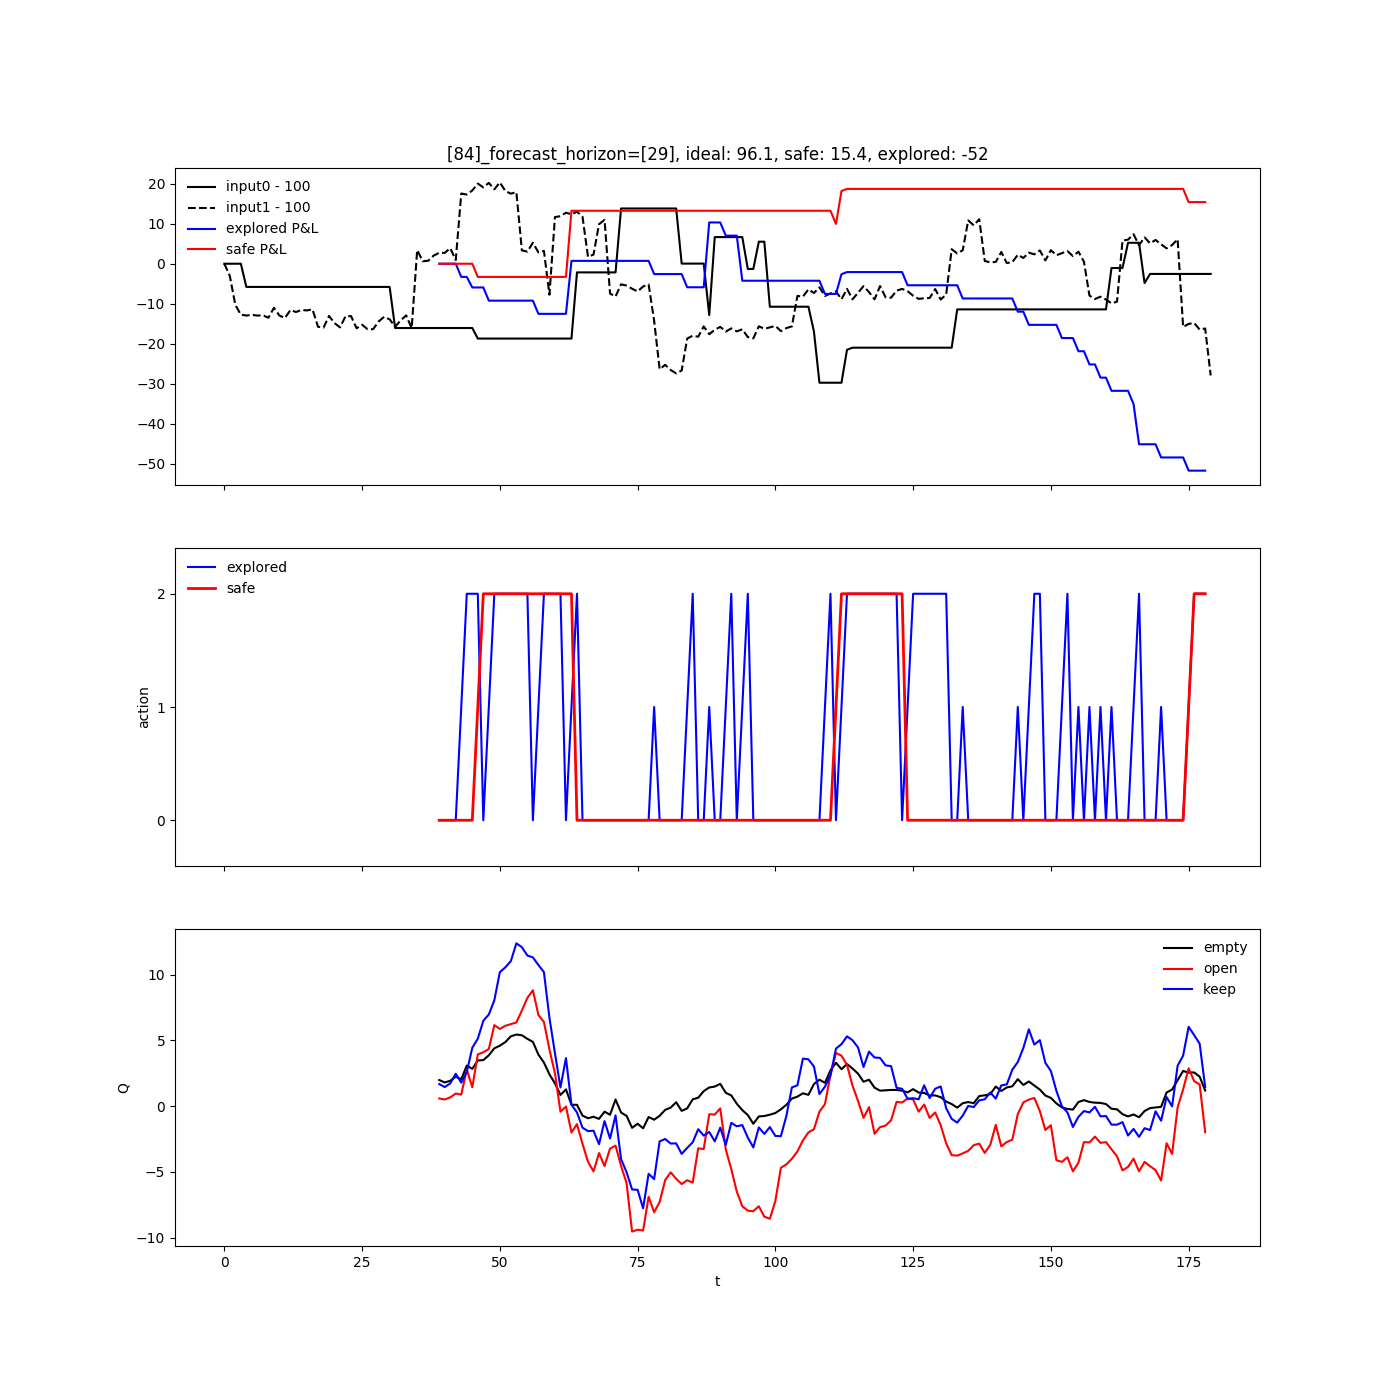 [84]_forecast_horizon=[29], ideal: 96.1, safe: 15.4, explored: -52
input0 - 100
input1 - 100
explored P&L
safe P&L
20
10
0
−10
−20
−30
−40
−50
explored
safe
2
1
0
action
empty
open
keep
10
5
0
−5
−10
Q
0
25
50
75
100
125
150
175
t